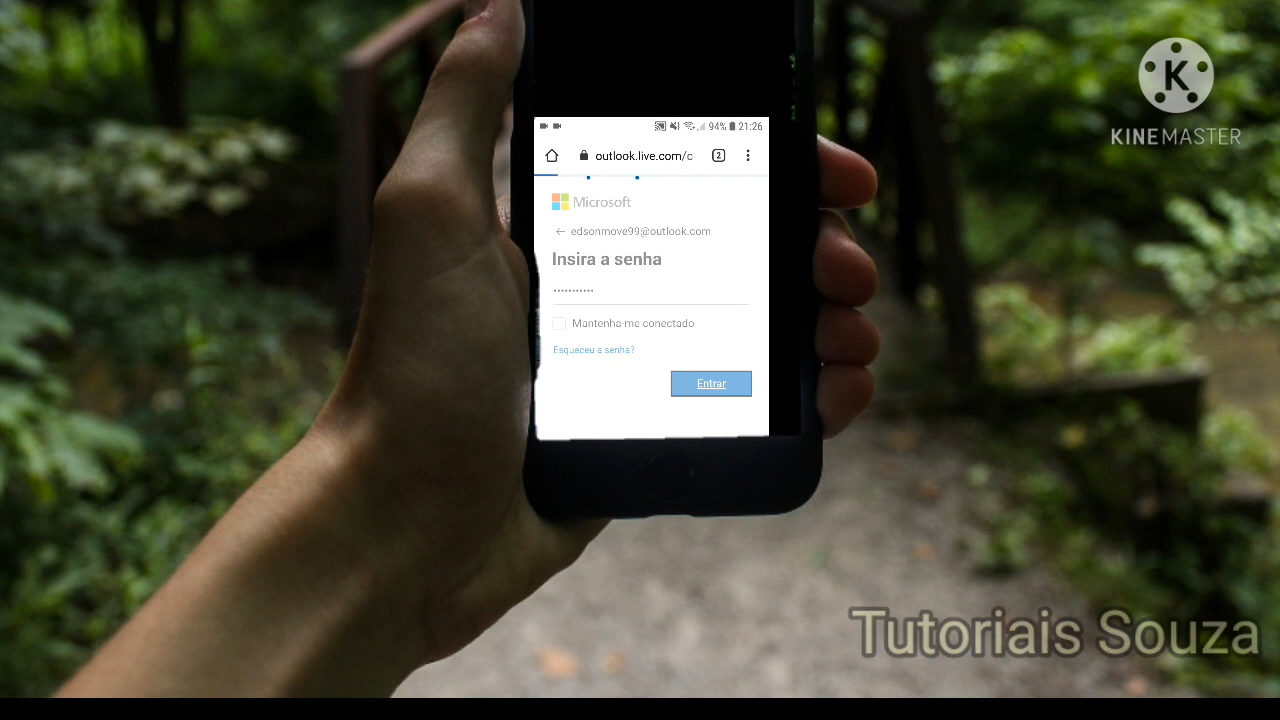 K
KINEMASTER
94% 21:26
outlook.live.com/c
2
Microsoft
← edsonmove99@outlook.com
Insira a senha
•••••••••••
Mantenha-me conectado
Esqueceu a senha?
Entrar
Tutoriais Souza